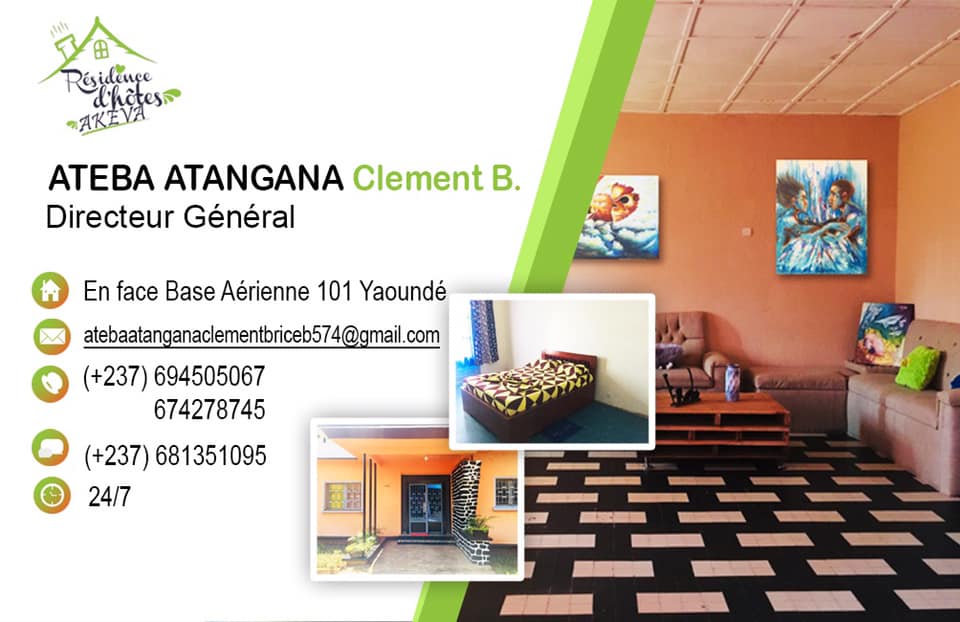 Résidence
d'hôtes
AKEVA
ATEBA ATANGANA Clement B.
Directeur Général
En face Base Aérienne 101 Yaoundé
atebaatanganaclementbriceb574@gmail.com
(+237) 694505067
674278745
(+237) 681351095
24/7